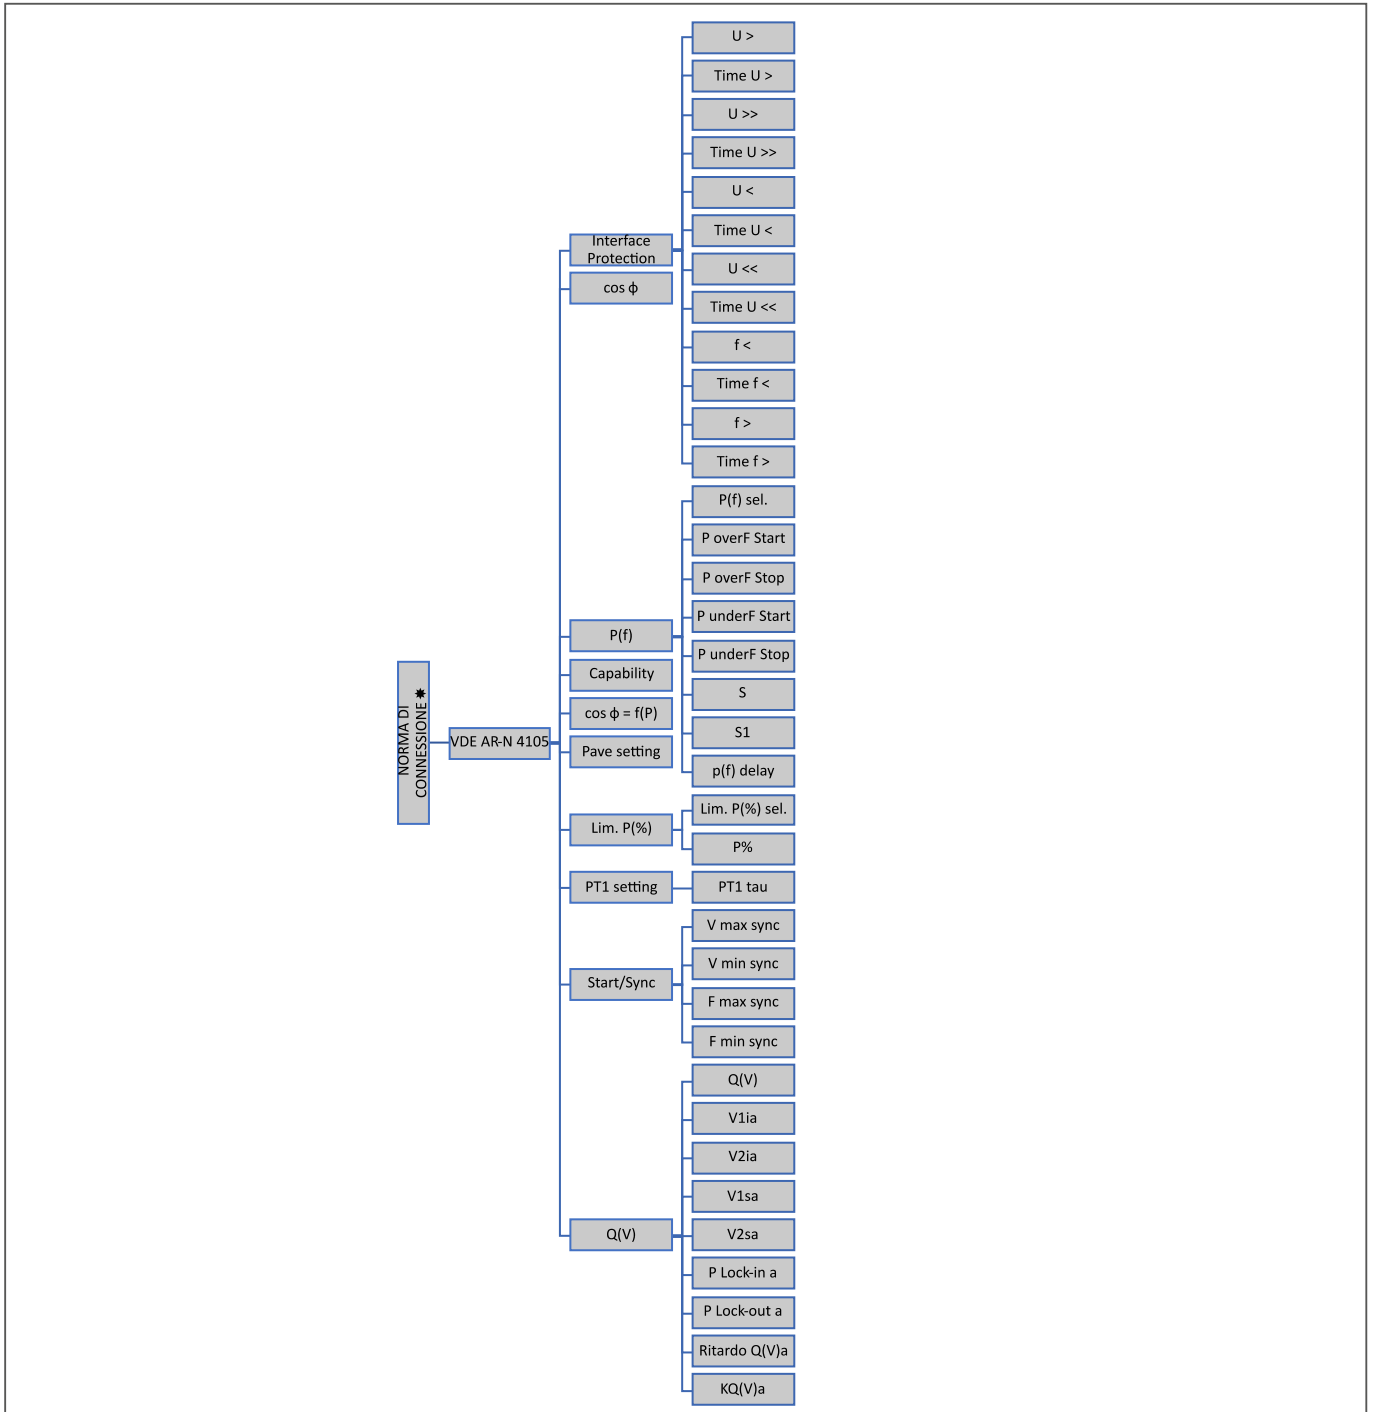 NORMA DI
CONNESSIONE ✸
VDE AR-N 4105
Interface
Protection
U >
Time U >
U >>
Time U >>
U <
Time U <
U <<
Time U <<
f <
Time f <
f >
Time f >
cos ϕ
P(f)
P(f) sel.
P overF Start
P overF Stop
P underF Start
P underF Stop
S
S1
p(f) delay
Capability
cos ϕ = f(P)
Pave setting
Lim. P(%)
Lim. P(%) sel.
P%
PT1 setting
PT1 tau
Start/Sync
V max sync
V min sync
F max sync
F min sync
Q(V)
Q(V)
V1ia
V2ia
V1sa
V2sa
P Lock-in a
P Lock-out a
Ritardo Q(V)a
KQ(V)a